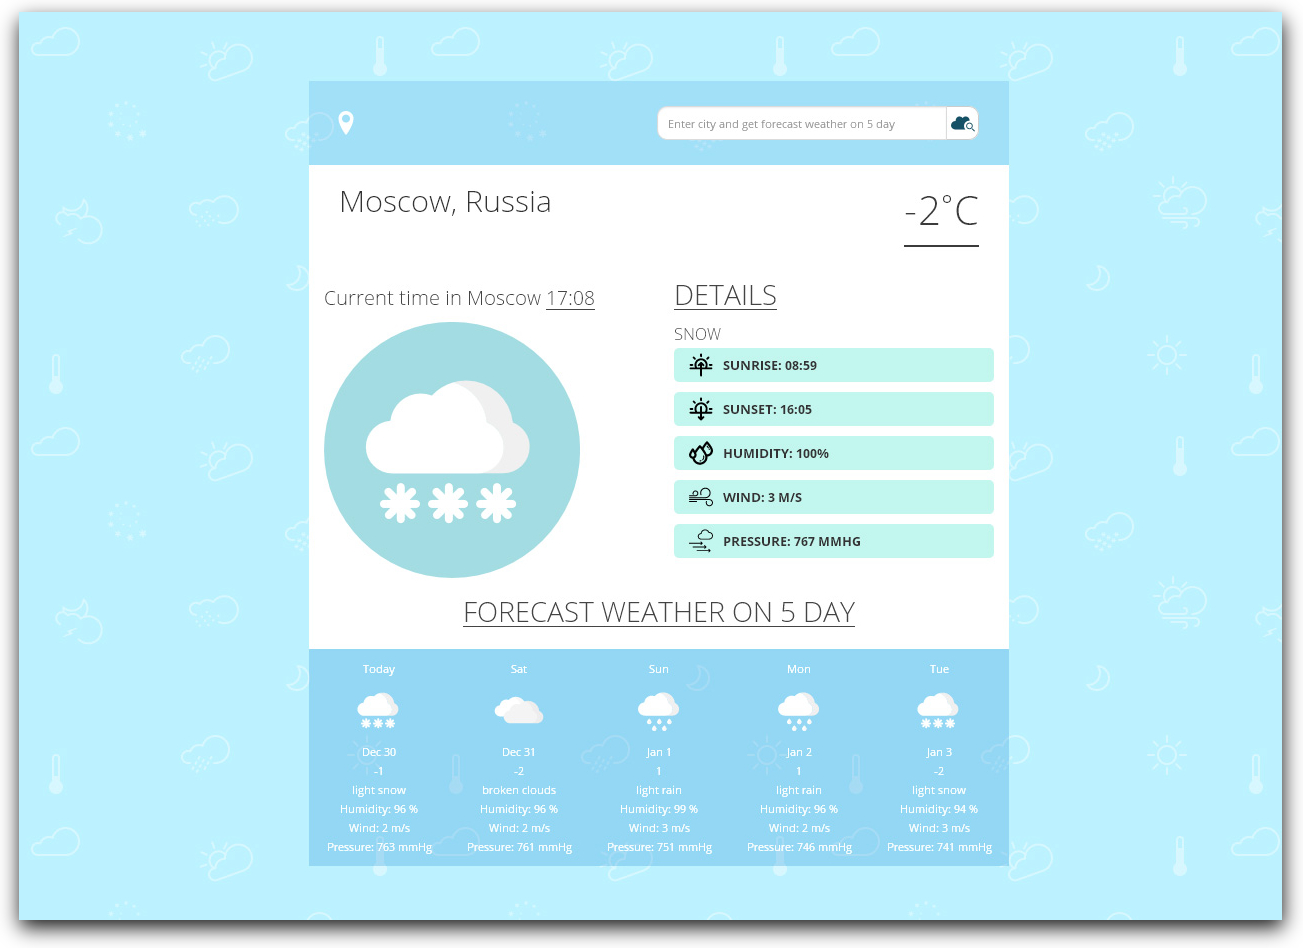 Enter city and get forecast weather on 5 day
Moscow, Russia
-2°C
Current time in Moscow 17:08
DETAILS
SNOW
SUNRISE: 08:59
SUNSET: 16:05
HUMIDITY: 100%
WIND: 3 M/S
PRESSURE: 767 MMHG
FORECAST WEATHER ON 5 DAY
Today
Dec 30
-1
light snow
Humidity: 96 %
Wind: 2 m/s
Pressure: 763 mmHg
Sat
Dec 31
-2
broken clouds
Humidity: 96 %
Wind: 2 m/s
Pressure: 761 mmHg
Sun
Jan 1
1
light rain
Humidity: 99 %
Wind: 3 m/s
Pressure: 751 mmHg
Mon
Jan 2
1
light rain
Humidity: 96 %
Wind: 2 m/s
Pressure: 746 mmHg
Tue
Jan 3
-2
light snow
Humidity: 94 %
Wind: 3 m/s
Pressure: 741 mmHg